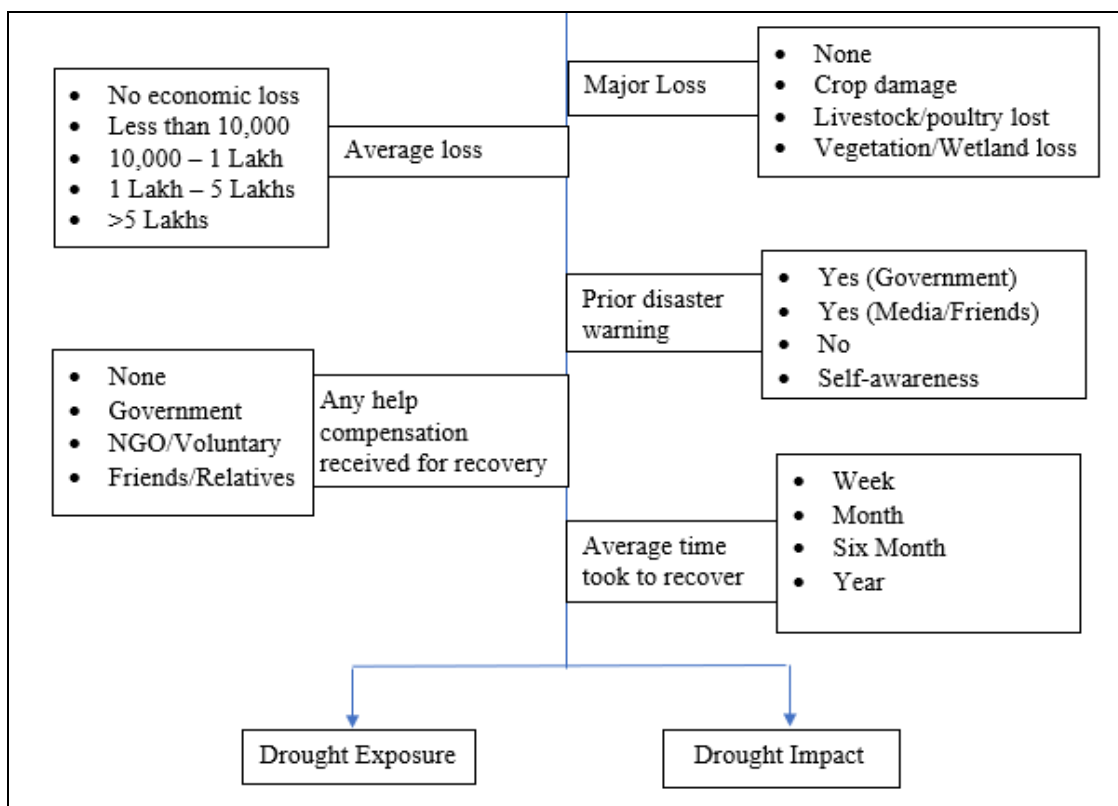 Major Loss
• None
• Crop damage
• Livestock/poultry lost
• Vegetation/Wetland loss
• No economic loss
• Less than 10,000
• 10,000 – 1 Lakh
• 1 Lakh – 5 Lakhs
• >5 Lakhs
Average loss
Prior disaster
warning
• Yes (Government)
• Yes (Media/Friends)
• No
• Self-awareness
• None
• Government
• NGO/Voluntary
• Friends/Relatives
Any help
compensation
received for recovery
Average time
took to recover
• Week
• Month
• Six Month
• Year
Drought Exposure
Drought Impact